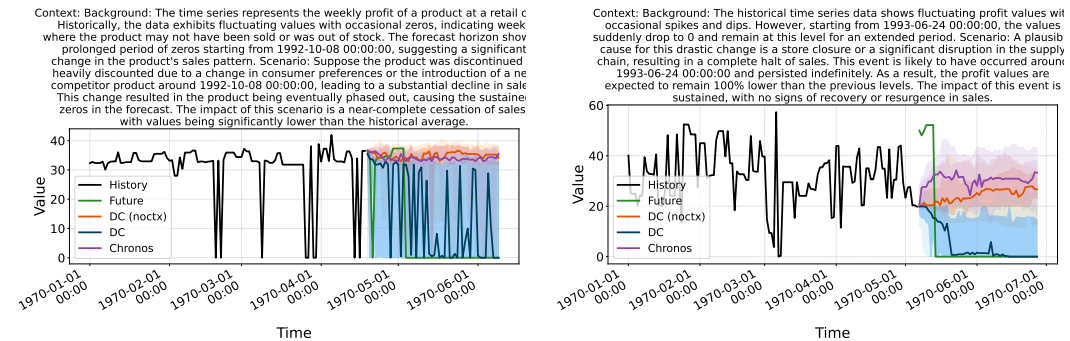 Context: Background: The time series represents the weekly profit of a product at a retail
Historically, the data exhibits fluctuating values with occasional zeros, indicating week
where the product may not have been sold or was out of stock. The forecast horizon show
prolonged period of zeros starting from 1992-10-08 00:00:00, suggesting a significant
change in the product's sales pattern. Scenario: Suppose the product was discontinued
heavily discounted due to a change in consumer preferences or the introduction of a ne
competitor product around 1992-10-08 00:00:00, leading to a substantial decline in sale
This change resulted in the product being eventually phased out, causing the sustaine
zeros in the forecast. The impact of this scenario is a near-complete cessation of sales
with values being significantly lower than the historical average.
40
30
20
10
0
Value
History
Future
DC (noctx)
DC
Chronos
1970-01-01 00:00
1970-02-01 00:00
1970-03-01 00:00
1970-04-01 00:00
1970-05-01 00:00
1970-06-01 00:00
Time
Context: Background: The historical time series data shows fluctuating profit values wit
occasional spikes and dips. However, starting from 1993-06-24 00:00:00, the values
suddenly drop to 0 and remain at this level for an extended period. Scenario: A plausib
cause for this drastic change is a store closure or a significant disruption in the supply
chain, resulting in a complete halt of sales. This event is likely to have occurred aroun
1993-06-24 00:00:00 and persisted indefinitely. As a result, the profit values are
expected to remain 100% lower than the previous levels. The impact of this event is
sustained, with no signs of recovery or resurgence in sales.
60
40
20
0
Value
History
Future
DC (noctx)
DC
Chronos
1970-01-01 00:00
1970-02-01 00:00
1970-03-01 00:00
1970-04-01 00:00
1970-05-01 00:00
1970-06-01 00:00
1970-07-01 00:00
Time